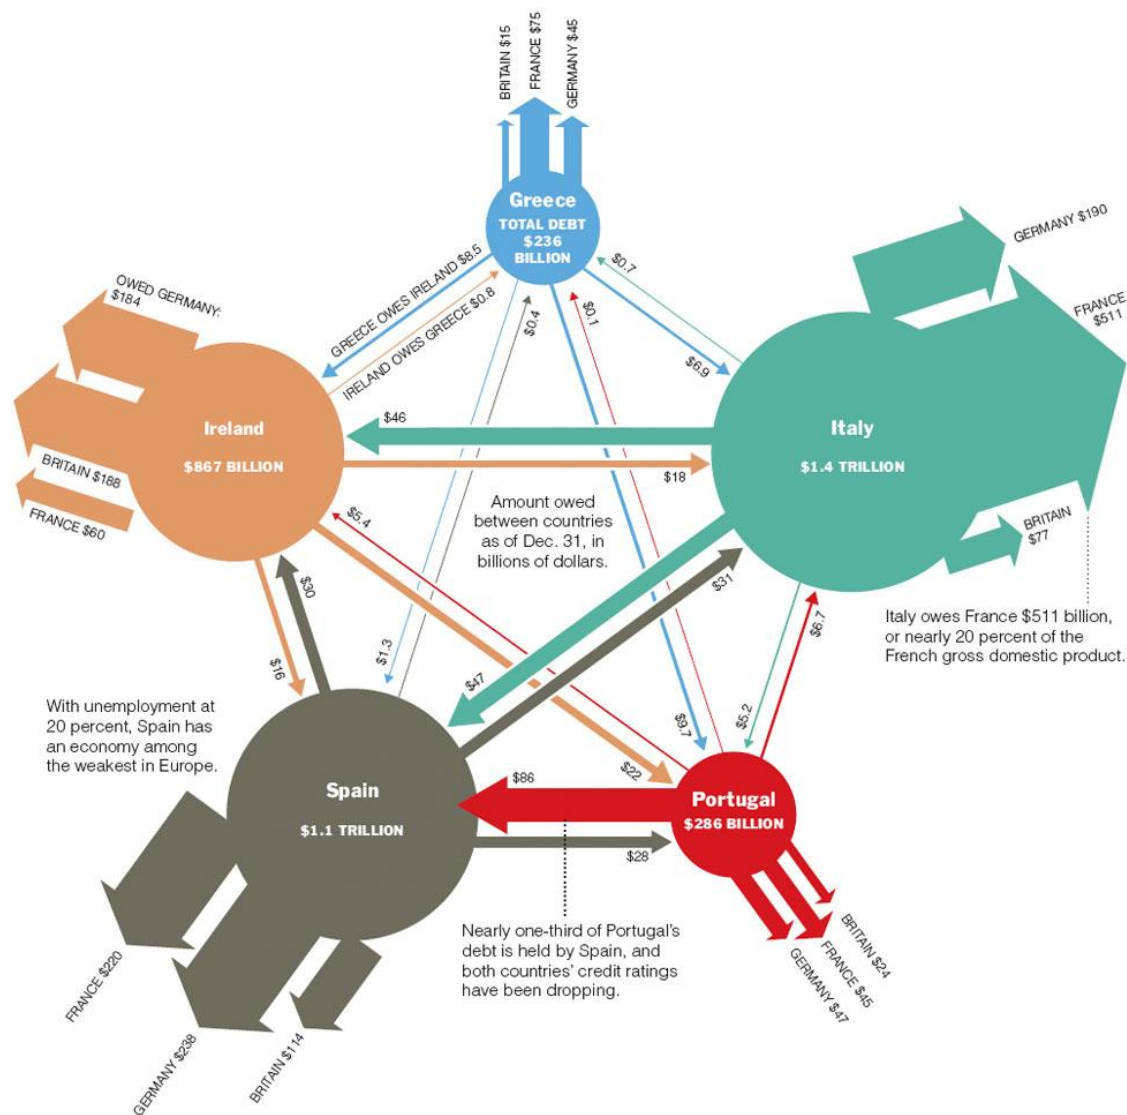 BRITAIN $15
FRANCE $75
GERMANY $45
Greece
TOTAL DEBT
$236
BILLION
GREECE OWES IRELAND $8.5
IRELAND OWES GREECE $0.8
$0.4
$0.1
$0.7
$6.9
GERMANY $190
FRANCE
$511
OWED GERMANY:
$184
Ireland
$867 BILLION
BRITAIN $188
FRANCE $60
$46
$18
Italy
$1.4 TRILLION
BRITAIN
$77
Amount owed
between countries
as of Dec. 31, in
billions of dollars.
$5.4
$30
$16
$1.3
$47
$31
$22
$9.7
$5.2
$6.7
Italy owes France $511 billion,
or nearly 20 percent of the
French gross domestic product.
With unemployment at
20 percent, Spain has
an economy among
the weakest in Europe.
Spain
$1.1 TRILLION
$86
$28
Portugal
$286 BILLION
Nearly one-third of Portugal’s
debt is held by Spain, and
both countries’ credit ratings
have been dropping.
FRANCE $220
GERMANY $238
BRITAIN $114
BRITAIN $24
FRANCE $45
GERMANY $47